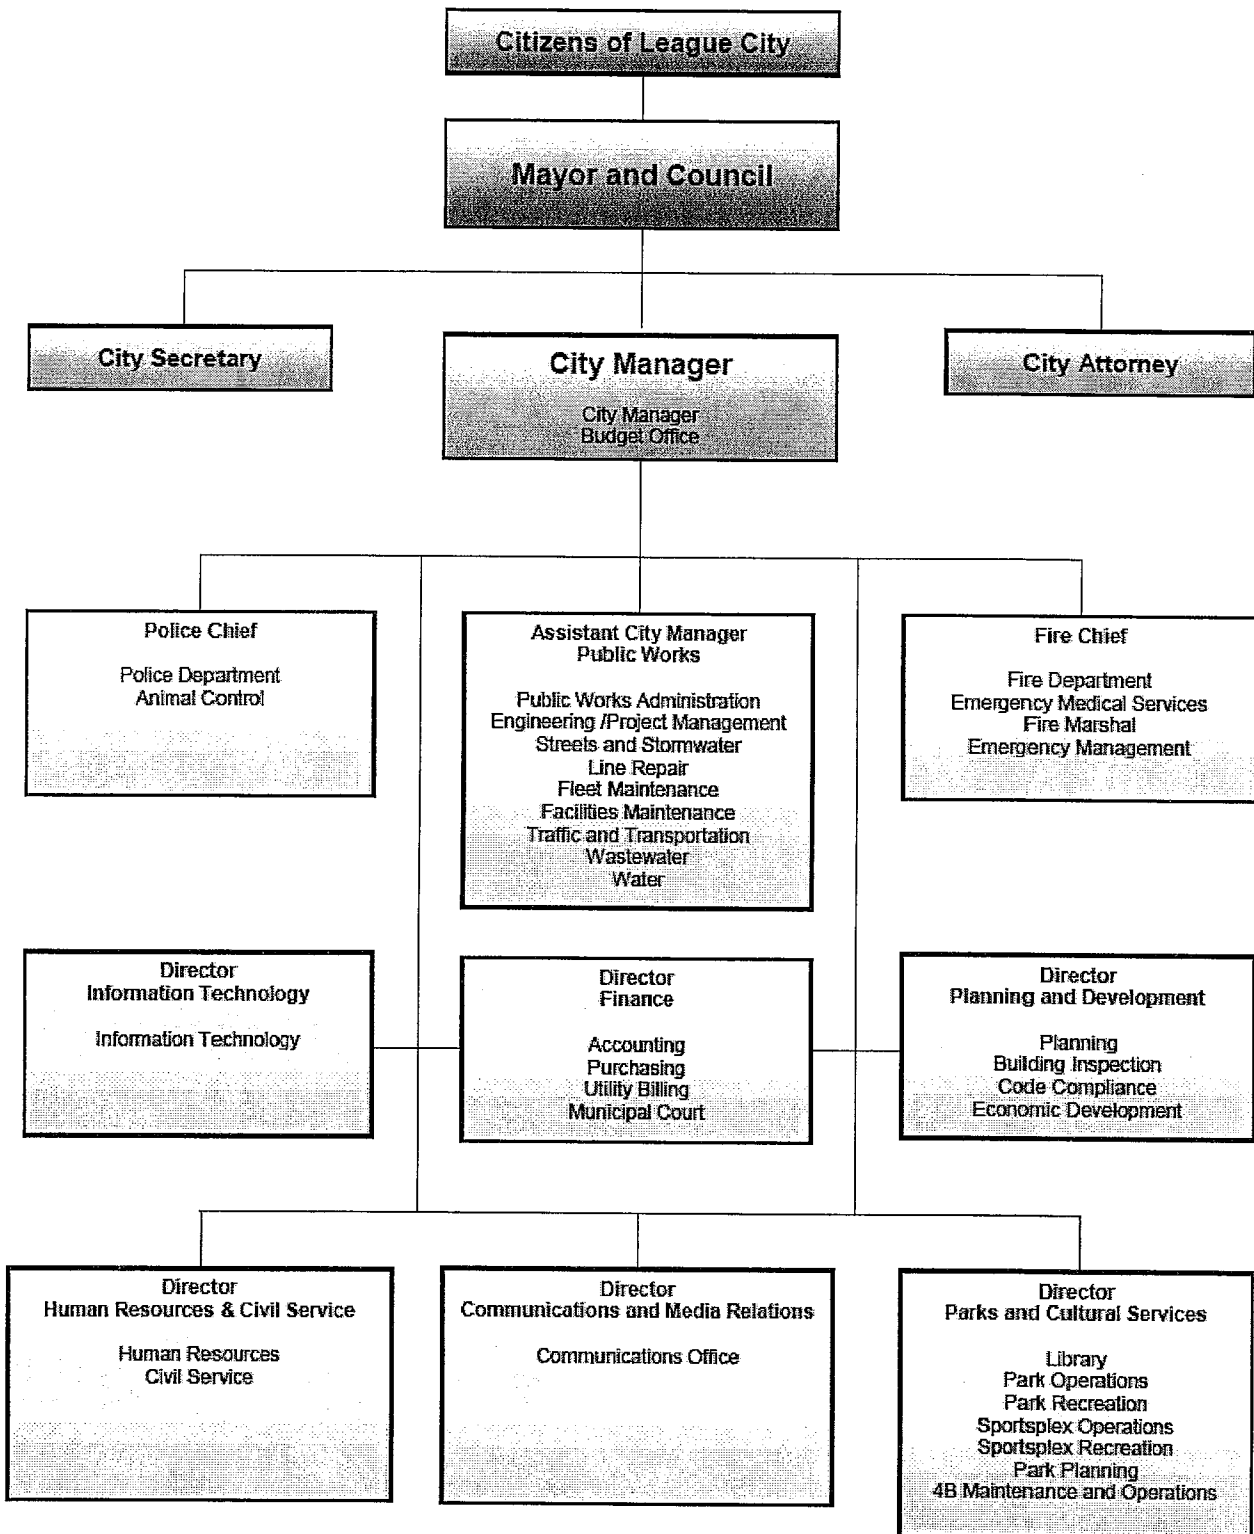 Citizens of League City
Mayor and Council
City Secretary
City Manager
City Manager
Budget Office
City Attorney
Police Chief
Police Department
Animal Control
Assistant City Manager
Public Works
Public Works Administration
Engineering /Project Management
Streets and Stormwater
Line Repair
Fleet Maintenance
Facilities Maintenance
Traffic and Transportation
Wastewater
Water
Fire Chief
Fire Department
Emergency Medical Services
Fire Marshal
Emergency Management
Director
Information Technology
Information Technology
Director
Finance
Accounting
Purchasing
Utility Billing
Municipal Court
Director
Planning and Development
Planning
Building Inspection
Code Compliance
Economic Development
Director
Human Resources & Civil Service
Human Resources
Civil Service
Director
Communications and Media Relations
Communications Office
Director
Parks and Cultural Services
Library
Park Operations
Park Recreation
Sportsplex Operations
Sportsplex Recreation
Park Planning
4B Maintenance and Operations